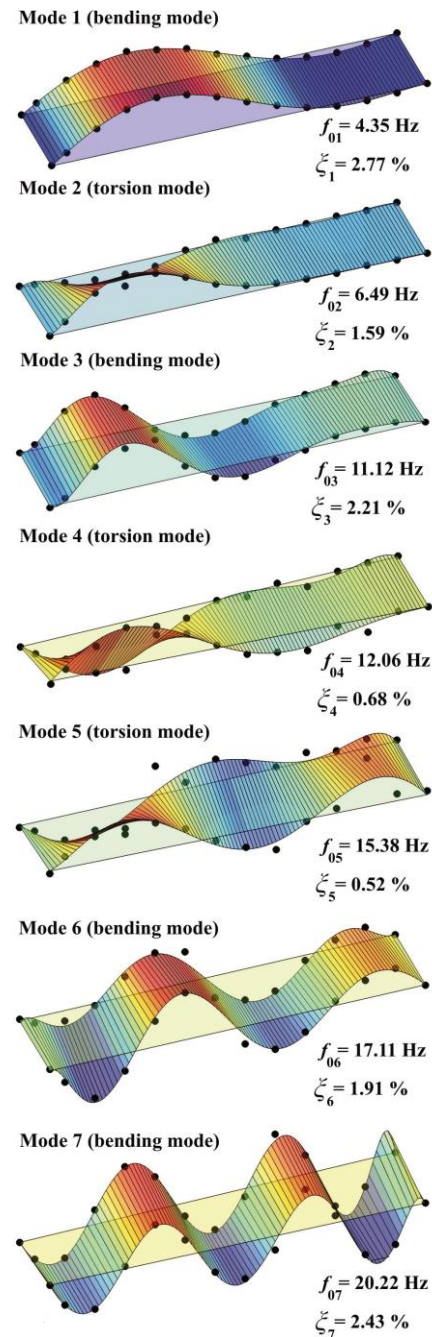 Mode 1 (bending mode)
f01= 4.35 Hz
ξ1= 2.77 %
Mode 2 (torsion mode)
f02= 6.49 Hz
ξ2= 1.59 %
Mode 3 (bending mode)
f03= 11.12 Hz
ξ3= 2.21 %
Mode 4 (torsion mode)
f04= 12.06 Hz
ξ4= 0.68 %
Mode 5 (torsion mode)
f05= 15.38 Hz
ξ5= 0.52 %
Mode 6 (bending mode)
f06= 17.11 Hz
ξ6= 1.91 %
Mode 7 (bending mode)
f07= 20.22 Hz
ξ7= 2.43 %